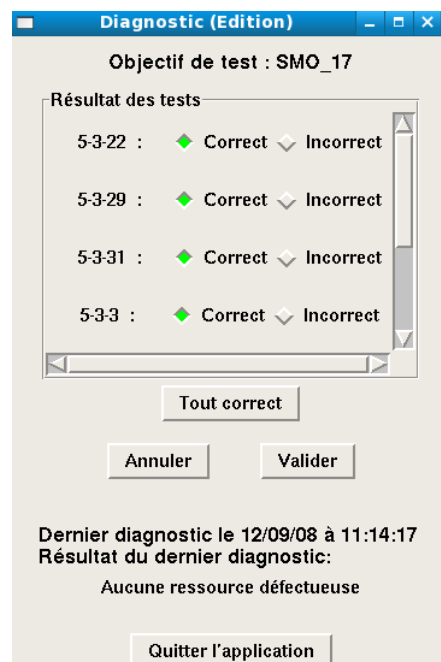 Diagnostic (Edition)
Objectif de test : SMO_17
Résultat des tests
5-3-22 : Correct Incorrect
5-3-29 : Correct Incorrect
5-3-31 : Correct Incorrect
5-3-3 : Correct Incorrect
Tout correct
Annuler Valider
Dernier diagnostic le 12/09/08 à 11:14:17
Résultat du dernier diagnostic:
Aucune ressource défectueuse
Quitter l'application